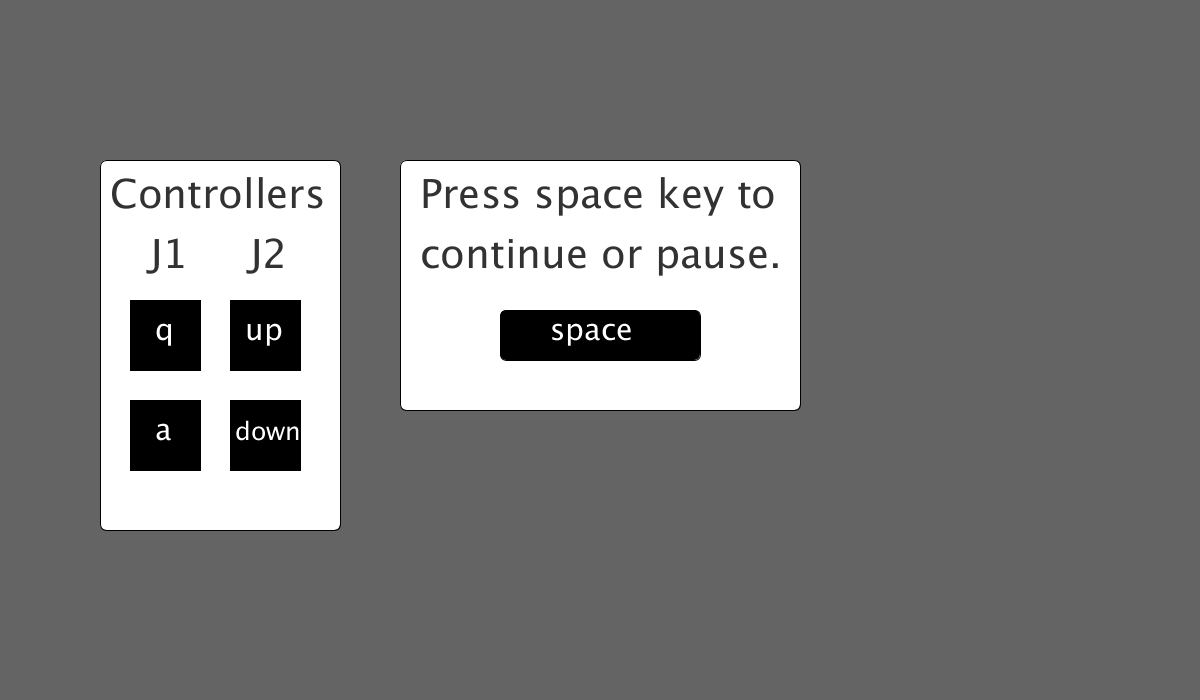 Controllers
J1 J2
q up
a down
Press space key to
continue or pause.
space